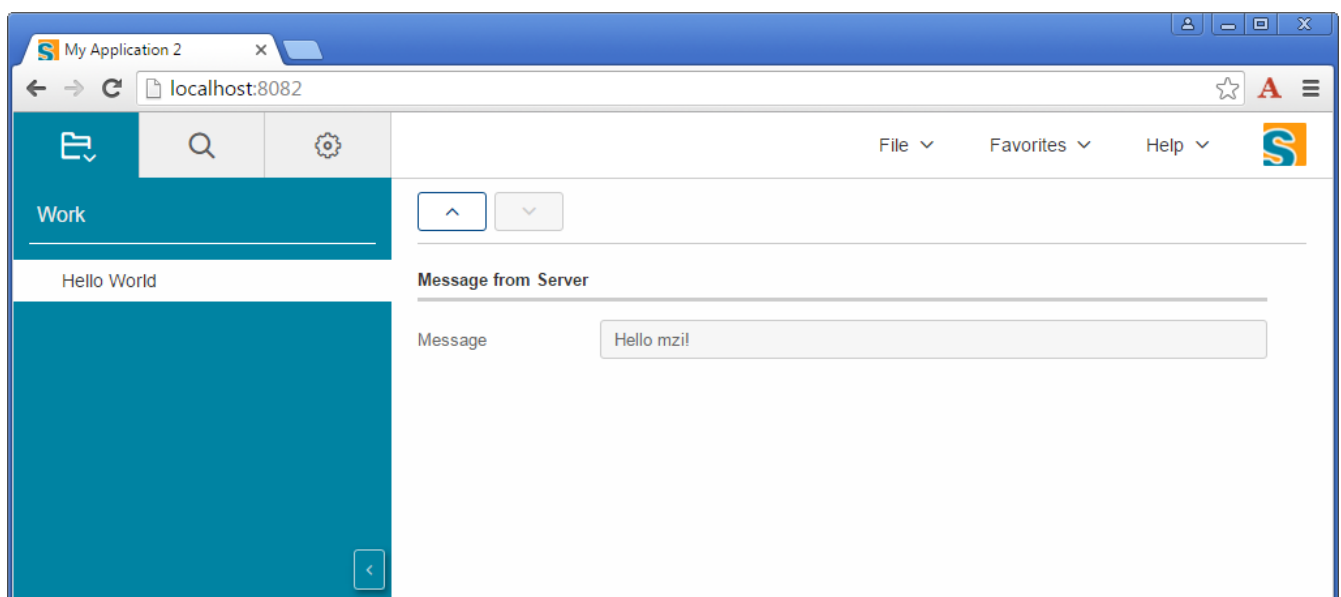 My Application 2
localhost:8082
File Favorites Help
Work
Hello World
Message from Server
Message Hello mzi!